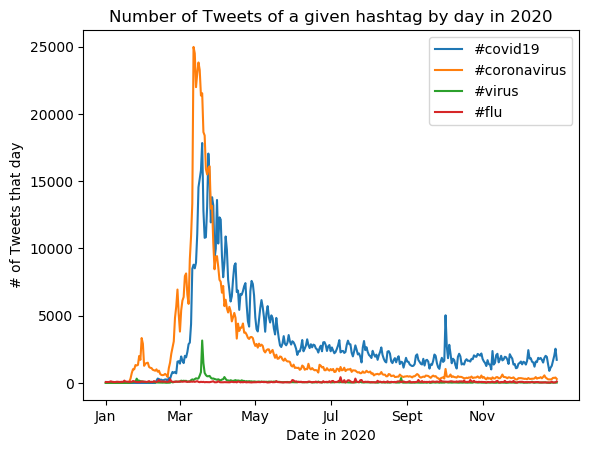 Number of Tweets of a given hashtag by day in 2020
#covid19
#coronavirus
#virus
#flu
# of Tweets that day
25000
20000
15000
10000
5000
0
Jan
Mar
May
Jul
Sept
Nov
Date in 2020